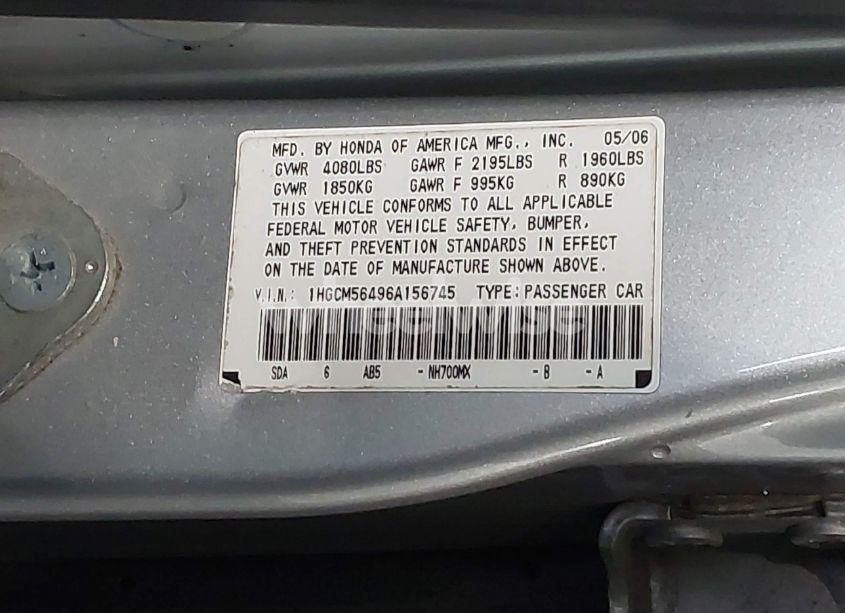 MFD. BY HONDA OF AMERICA MFG., INC. 05/06
GVWR 4080LBS GAWR F 2195LBS R 1960LBS
GVWR 1850KG GAWR F 995KG R 890KG
THIS VEHICLE CONFORMS TO ALL APPLICABLE
FEDERAL MOTOR VEHICLE SAFETY, BUMPER,
AND THEFT PREVENTION STANDARDS IN EFFECT
ON THE DATE OF MANUFACTURE SHOWN ABOVE.
V.I.N.: 1HGCM56496A156745 TYPE: PASSENGER CAR
WheelWise
SDA 6 AB5 - NH700MX - B - A